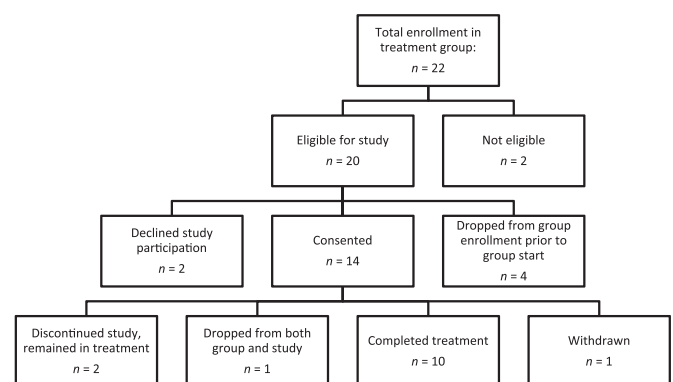 Total enrollment in
treatment group:
n = 22
Eligible for study
n = 20
Not eligible
n = 2
Declined study
participation
n = 2
Consented
n = 14
Dropped from group
enrollment prior to
group start
n = 4
Discontinued study,
remained in treatment
n = 2
Dropped from both
group and study
n = 1
Completed treatment
n = 10
Withdrawn
n = 1